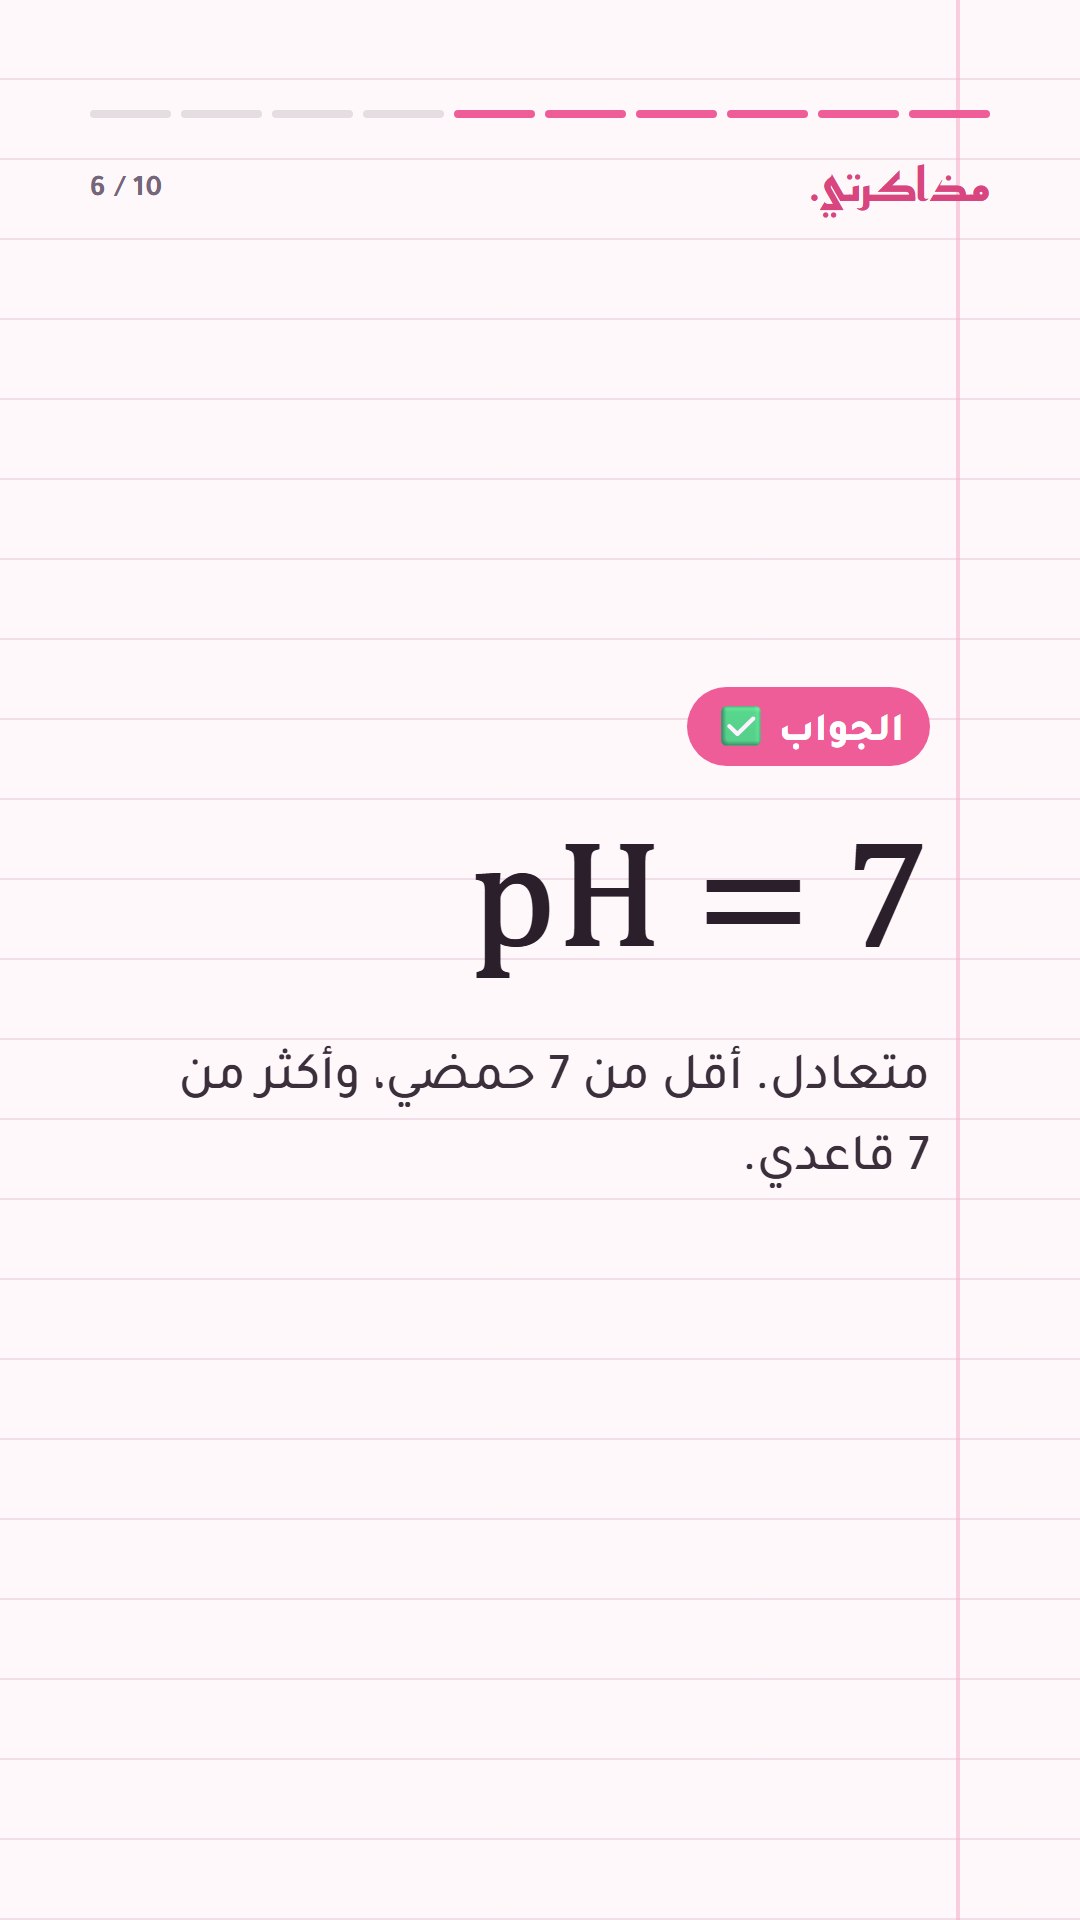 مذاكرتي.
6 / 10
الجواب ✅
pH = 7
متعادل. أقل من 7 حمضي، وأكثر من
7 قاعدي.